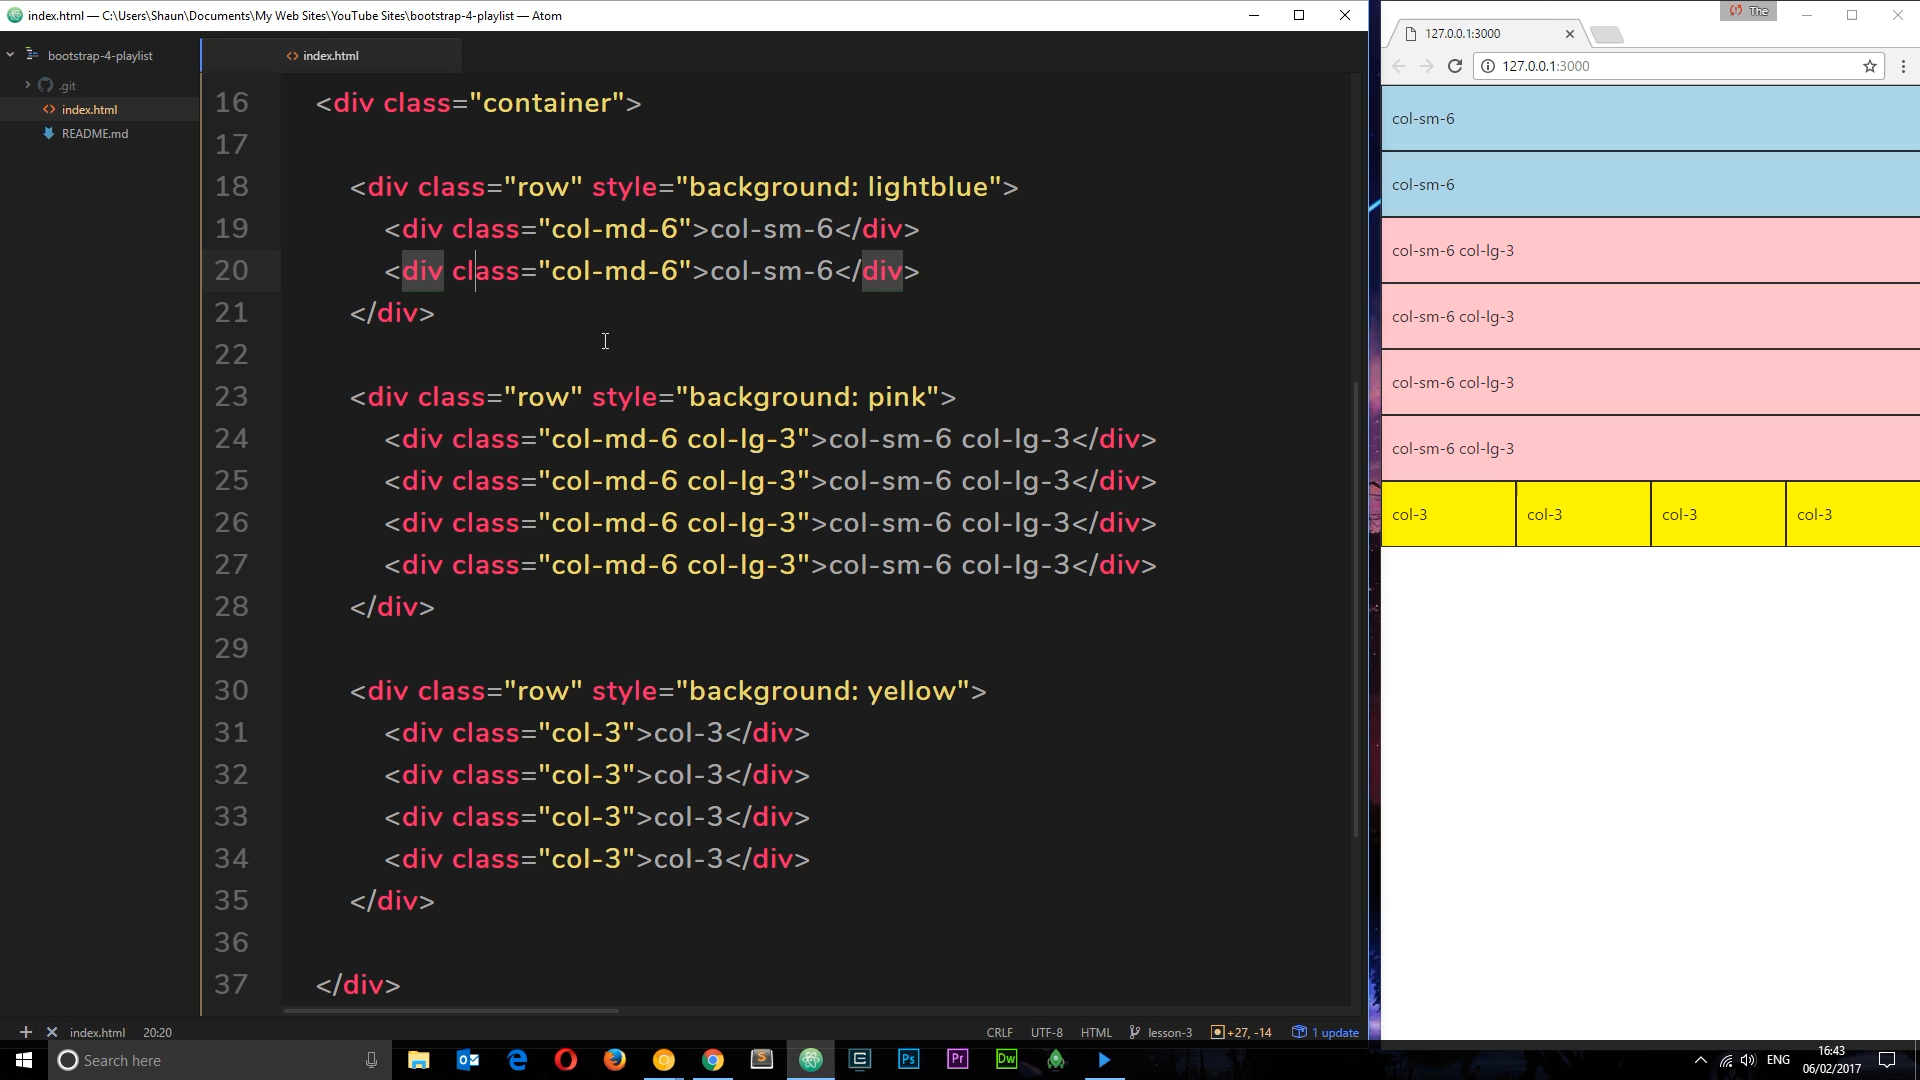 index.html — C:\Users\Shaun\Documents\My Web Sites\YouTube Sites\bootstrap-4-playlist — Atom
bootstrap-4-playlist
.git
index.html
README.md
index.html
16 <div class="container">
17
18 <div class="row" style="background: lightblue">
19 <div class="col-md-6">col-sm-6</div>
20 <div class="col-md-6">col-sm-6</div>
21 </div>
22
23 <div class="row" style="background: pink">
24 <div class="col-md-6 col-lg-3">col-sm-6 col-lg-3</div>
25 <div class="col-md-6 col-lg-3">col-sm-6 col-lg-3</div>
26 <div class="col-md-6 col-lg-3">col-sm-6 col-lg-3</div>
27 <div class="col-md-6 col-lg-3">col-sm-6 col-lg-3</div>
28 </div>
29
30 <div class="row" style="background: yellow">
31 <div class="col-3">col-3</div>
32 <div class="col-3">col-3</div>
33 <div class="col-3">col-3</div>
34 <div class="col-3">col-3</div>
35 </div>
36
37 </div>
index.html 20:20 CRLF UTF-8 HTML lesson-3 +27, -14 1 update
The
127.0.0.1:3000
127.0.0.1:3000
col-sm-6
col-sm-6
col-sm-6 col-lg-3
col-sm-6 col-lg-3
col-sm-6 col-lg-3
col-sm-6 col-lg-3
col-3 col-3 col-3 col-3
Search here
S
Ps
Pr
Dw
ENG
16:43
06/02/2017